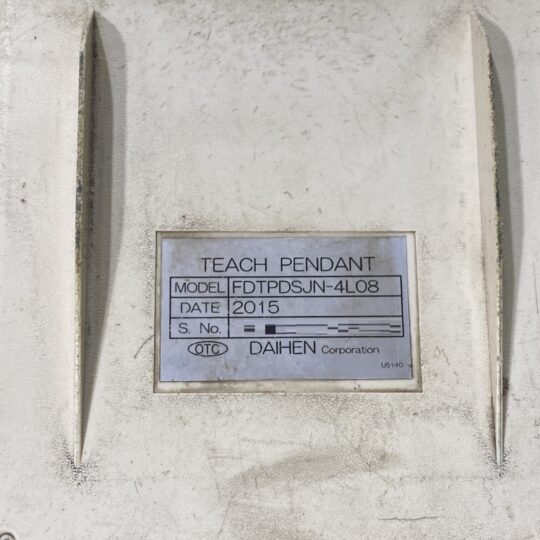 TEACH PENDANT
MODEL FDTPDSJN-4L08
DATE 2015
S. No.
OTC DAIHEN Corporation
U5140